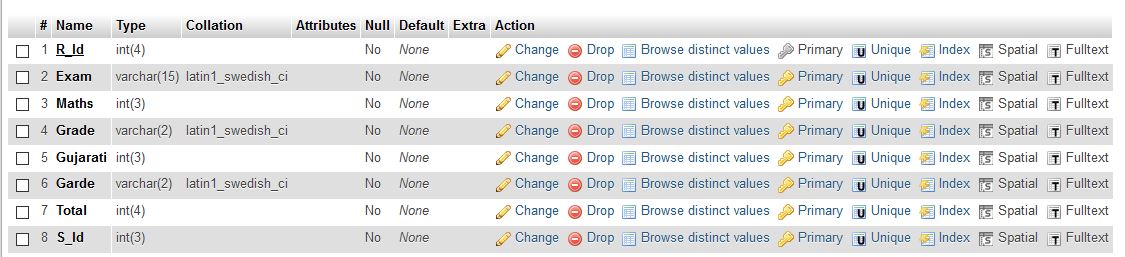 # Name Type Collation Attributes Null Default Extra Action
1 R_Id int(4) No None Change Drop Browse distinct values Primary Unique Index Spatial Fulltext
2 Exam varchar(15) latin1_swedish_ci No None Change Drop Browse distinct values Primary Unique Index Spatial Fulltext
3 Maths int(3) No None Change Drop Browse distinct values Primary Unique Index Spatial Fulltext
4 Grade varchar(2) latin1_swedish_ci No None Change Drop Browse distinct values Primary Unique Index Spatial Fulltext
5 Gujarati int(3) No None Change Drop Browse distinct values Primary Unique Index Spatial Fulltext
6 Garde varchar(2) latin1_swedish_ci No None Change Drop Browse distinct values Primary Unique Index Spatial Fulltext
7 Total int(4) No None Change Drop Browse distinct values Primary Unique Index Spatial Fulltext
8 S_Id int(3) No None Change Drop Browse distinct values Primary Unique Index Spatial Fulltext